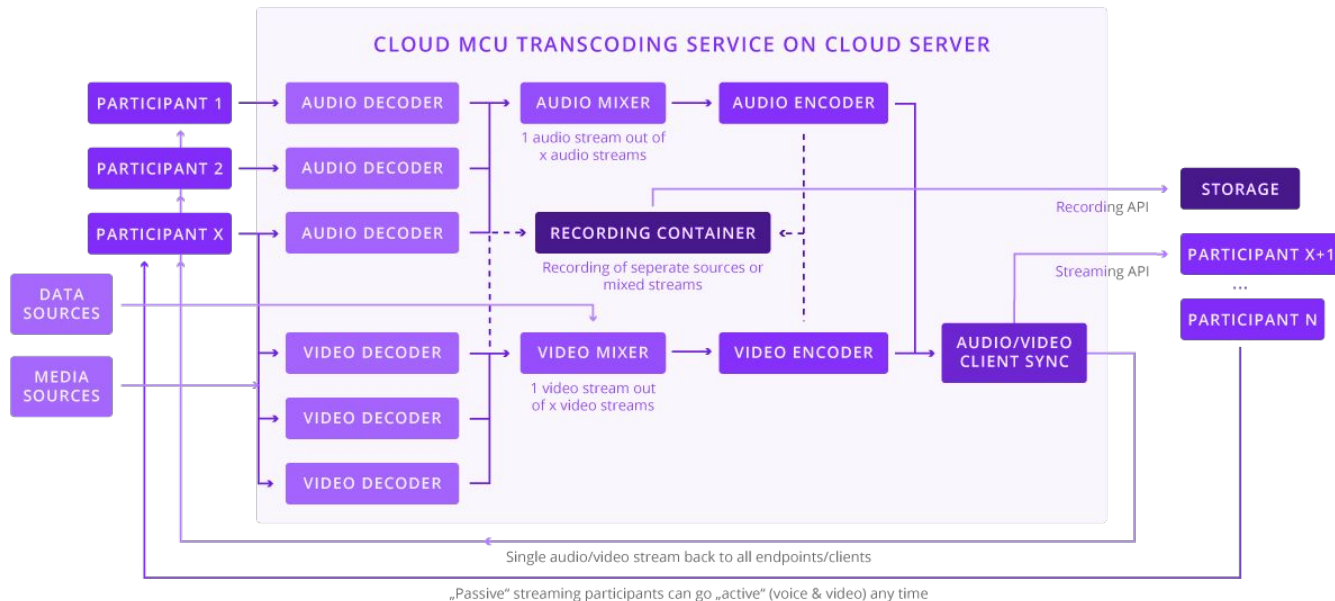 CLOUD MCU TRANSCODING SERVICE ON CLOUD SERVER
PARTICIPANT 1
AUDIO DECODER
AUDIO MIXER
AUDIO ENCODER
1 audio stream out of
x audio streams
PARTICIPANT 2
AUDIO DECODER
STORAGE
Recording API
PARTICIPANT X
AUDIO DECODER
RECORDING CONTAINER
Recording of seperate sources or
mixed streams
PARTICIPANT X+1
Streaming API
...
PARTICIPANT N
DATA
SOURCES
VIDEO DECODER
VIDEO MIXER
VIDEO ENCODER
AUDIO/VIDEO
CLIENT SYNC
1 video stream out
of x video streams
MEDIA
SOURCES
VIDEO DECODER
VIDEO DECODER
Single audio/video stream back to all endpoints/clients
„Passive“ streaming participants can go „active“ (voice & video) any time